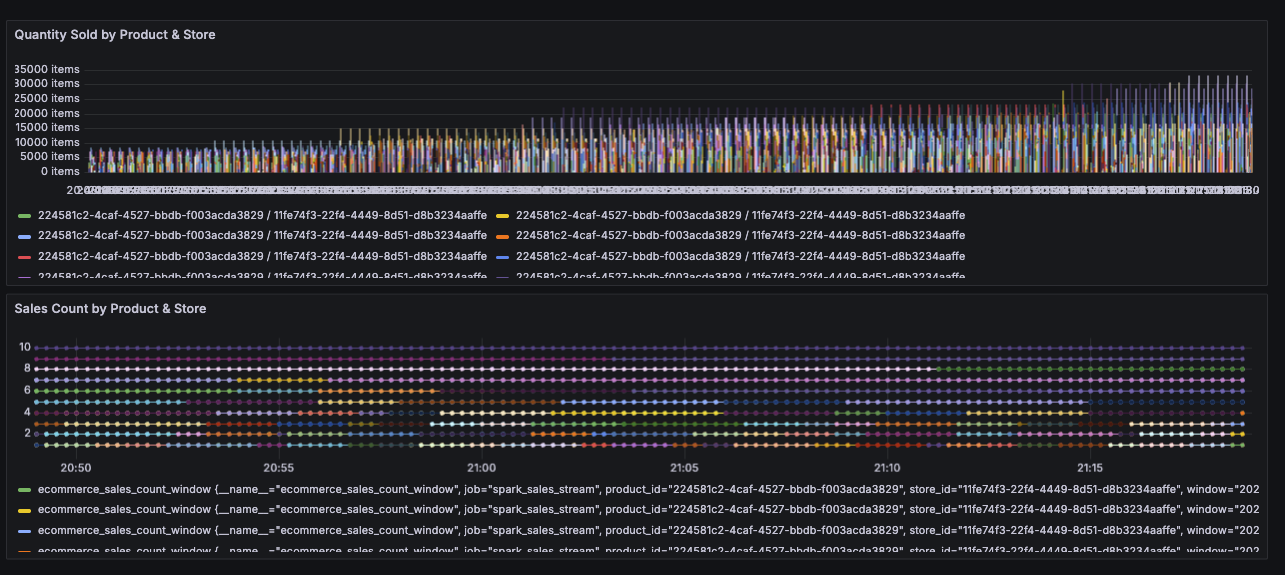 Quantity Sold by Product & Store
35000 items
30000 items
25000 items
20000 items
15000 items
10000 items
5000 items
0 items
224581c2-4caf-4527-bbdb-f003acda3829 / 11fe74f3-22f4-4449-8d51-d8b3234aaffe 224581c2-4caf-4527-bbdb-f003acda3829 / 11fe74f3-22f4-4449-8d51-d8b3234aaffe
224581c2-4caf-4527-bbdb-f003acda3829 / 11fe74f3-22f4-4449-8d51-d8b3234aaffe 224581c2-4caf-4527-bbdb-f003acda3829 / 11fe74f3-22f4-4449-8d51-d8b3234aaffe
224581c2-4caf-4527-bbdb-f003acda3829 / 11fe74f3-22f4-4449-8d51-d8b3234aaffe 224581c2-4caf-4527-bbdb-f003acda3829 / 11fe74f3-22f4-4449-8d51-d8b3234aaffe
224581c2-4caf-4527-bbdb-f003acda3829 / 11fe74f3-22f4-4449-8d51-d8b3234aaffe 224581c2-4caf-4527-bbdb-f003acda3829 / 11fe74f3-22f4-4449-8d51-d8b3234aaffe
Sales Count by Product & Store
10
8
6
4
2
20:50 20:55 21:00 21:05 21:10 21:15
ecommerce_sales_count_window {__name__="ecommerce_sales_count_window", job="spark_sales_stream", product_id="224581c2-4caf-4527-bbdb-f003acda3829", store_id="11fe74f3-22f4-4449-8d51-d8b3234aaffe", window="202
ecommerce_sales_count_window {__name__="ecommerce_sales_count_window", job="spark_sales_stream", product_id="224581c2-4caf-4527-bbdb-f003acda3829", store_id="11fe74f3-22f4-4449-8d51-d8b3234aaffe", window="202
ecommerce_sales_count_window {__name__="ecommerce_sales_count_window", job="spark_sales_stream", product_id="224581c2-4caf-4527-bbdb-f003acda3829", store_id="11fe74f3-22f4-4449-8d51-d8b3234aaffe", window="202
ecommerce_sales_count_window {__name__="ecommerce_sales_count_window", job="spark_sales_stream", product_id="224581c2-4caf-4527-bbdb-f003acda3829", store_id="11fe74f3-22f4-4449-8d51-d8b3234aaffe", window="202